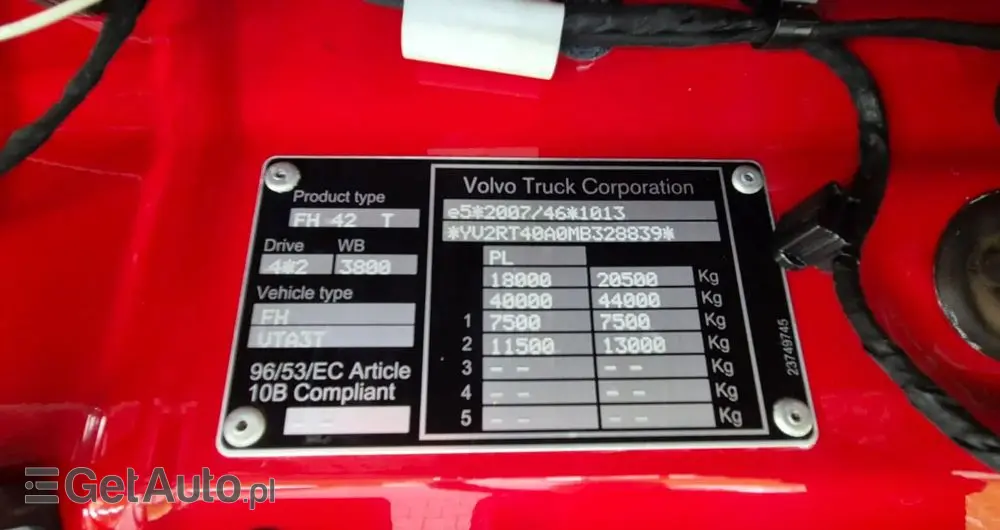 Product type
FH 42 T
Drive WB
4*2 3800
Vehicle type
FH
VTA3T
96/53/EC Article
10B Compliant
-- --
Volvo Truck Corporation
e5*2007/46*1013
*YV2RT40A0MB328839*
PL
18000 20500 Kg
40000 44000 Kg
1 7500 7500 Kg
2 11500 13000 Kg
3 -- -- Kg
4 -- -- Kg
5 -- -- Kg
23749745
GetAuto.pl